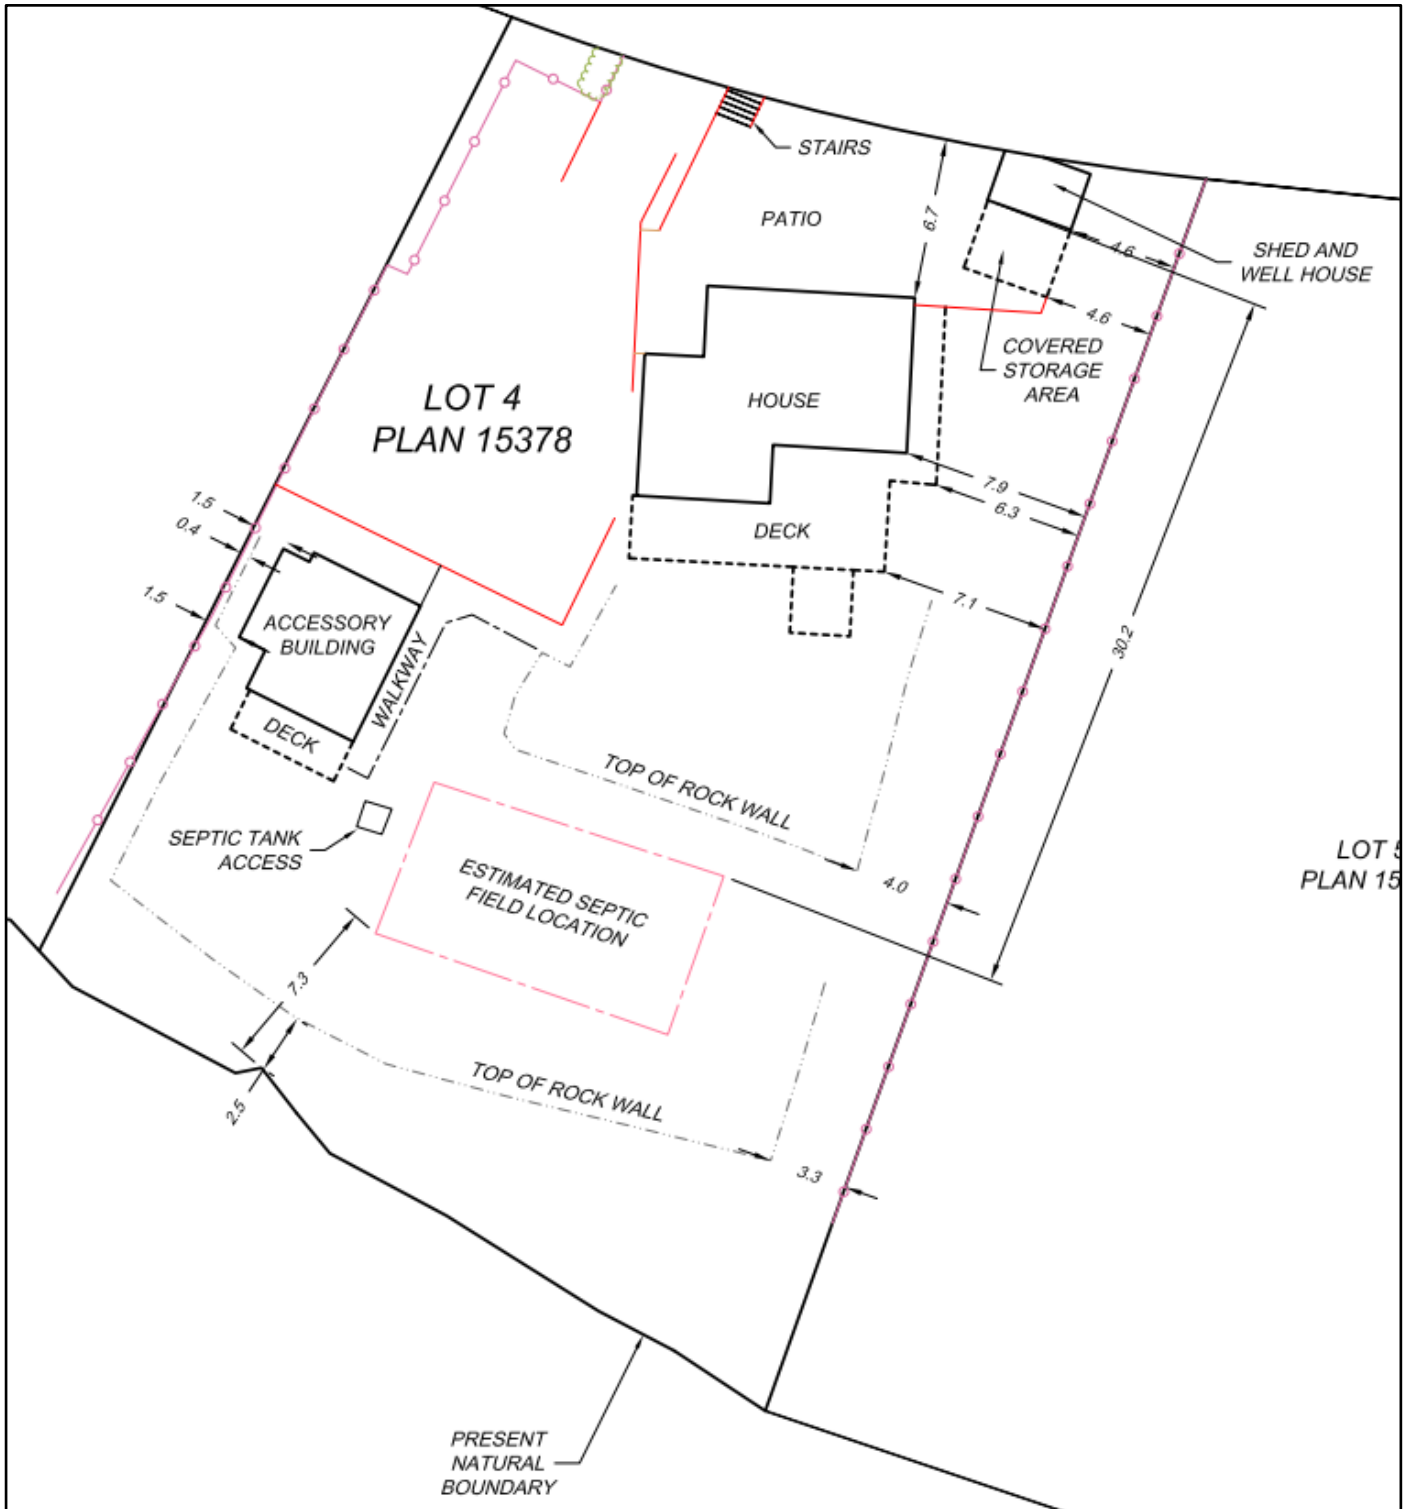 STAIRS
PATIO
6.7
4.6
SHED AND
WELL HOUSE
4.6
COVERED
STORAGE
AREA
HOUSE
LOT 4
PLAN 15378
7.9
6.3
1.5
0.4
1.5
DECK
7.1
ACCESSORY
BUILDING
WALKWAY
30.2
DECK
TOP OF ROCK WALL
SEPTIC TANK
ACCESS
ESTIMATED SEPTIC
FIELD LOCATION
4.0
LOT
PLAN 15
7.3
2.5
TOP OF ROCK WALL
3.3
PRESENT
NATURAL
BOUNDARY